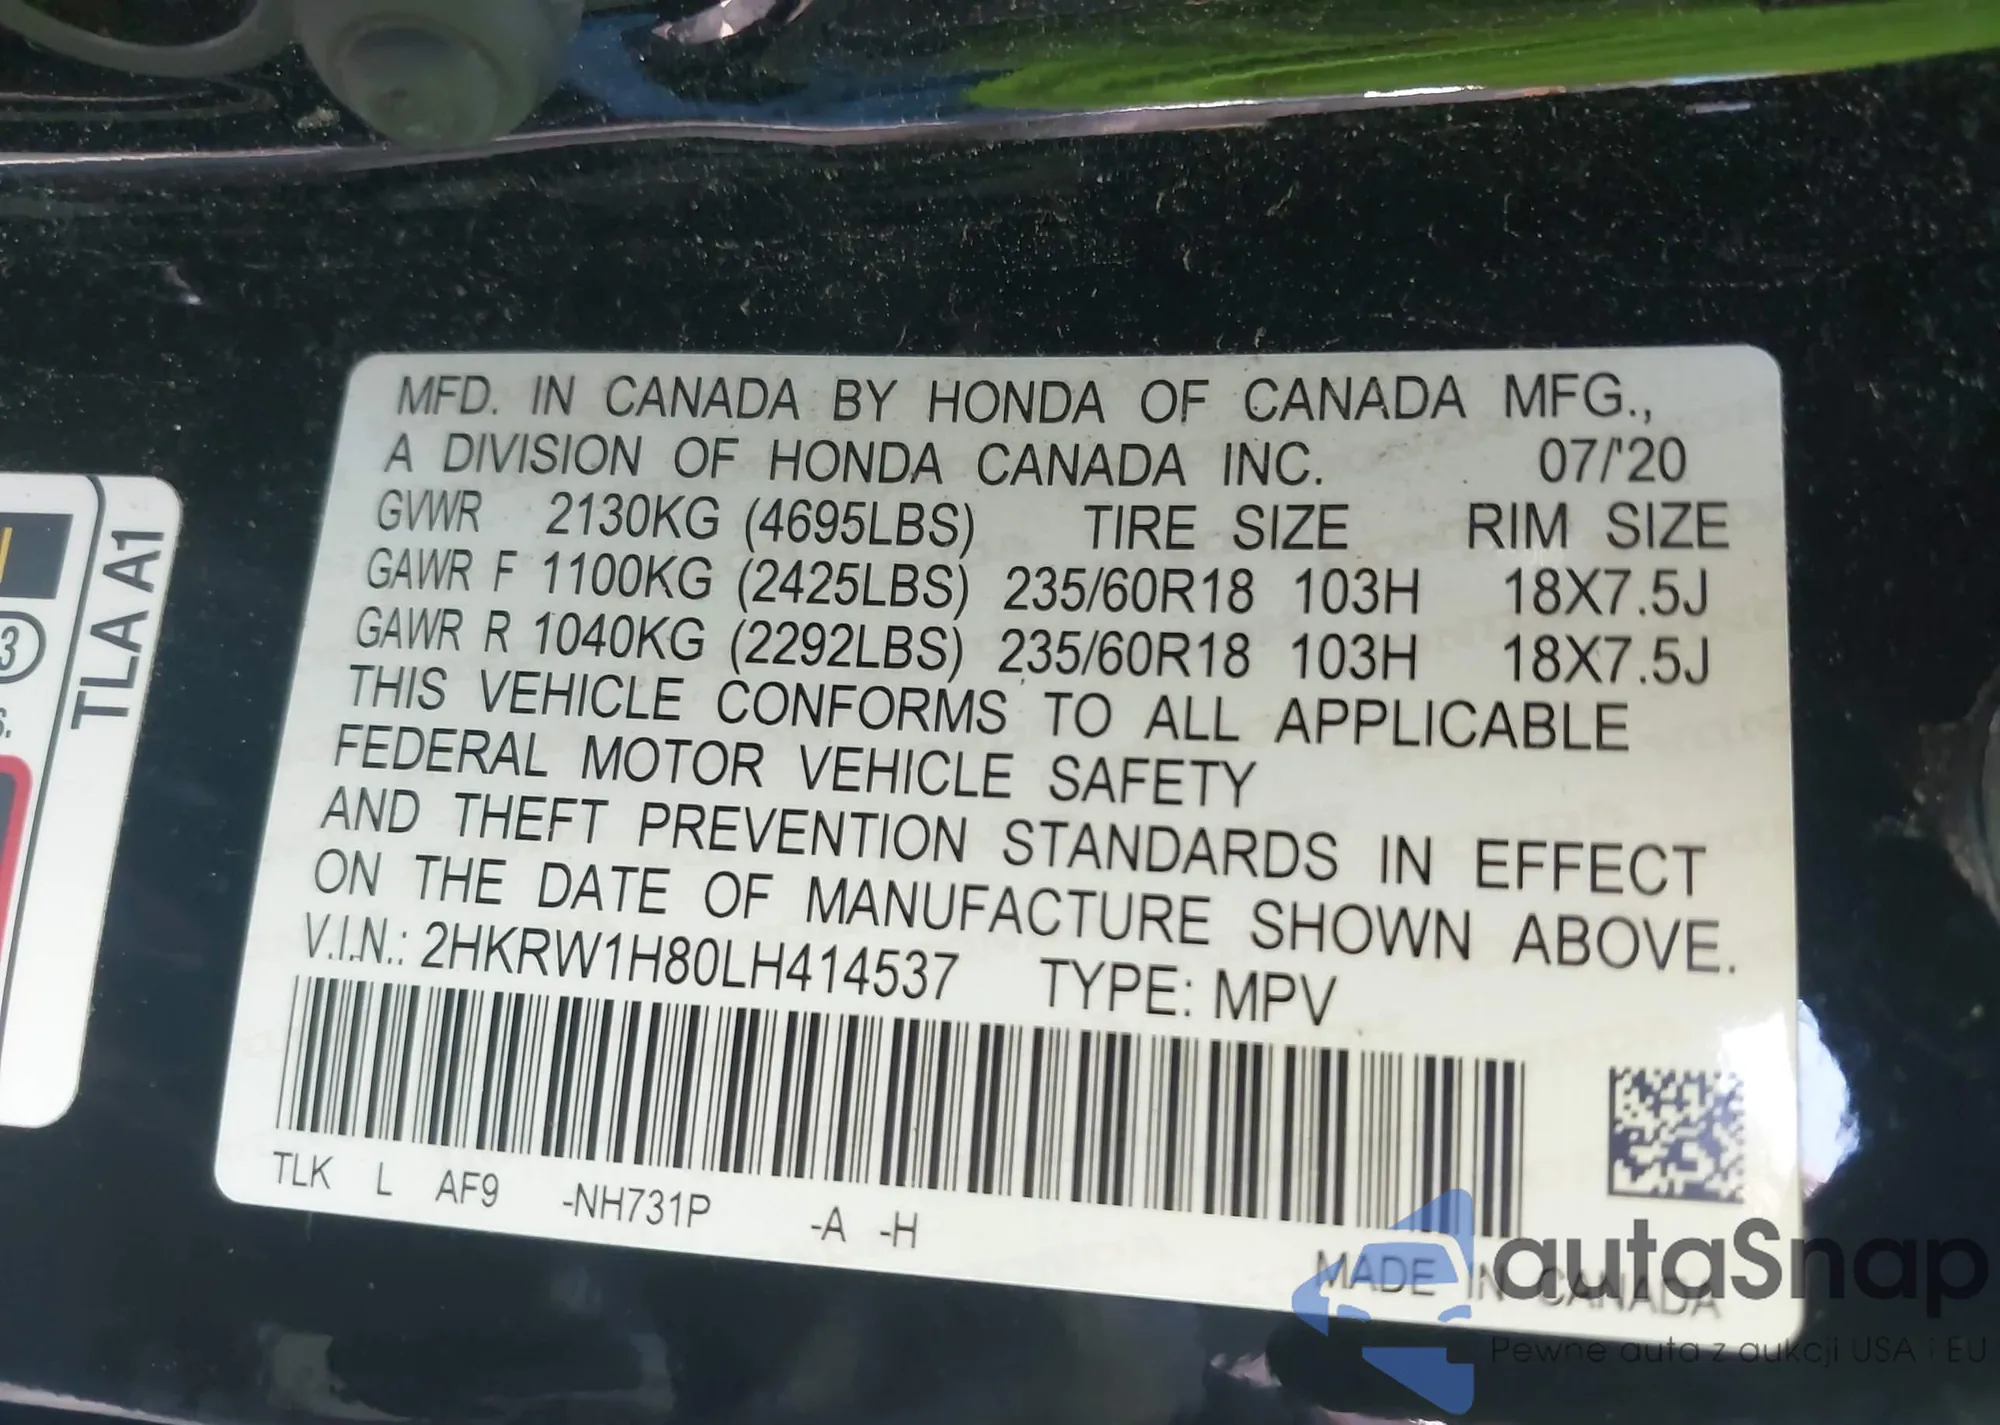 MFD. IN CANADA BY HONDA OF CANADA MFG.,
A DIVISION OF HONDA CANADA INC. 07/'20
GVWR 2130KG (4695LBS) TIRE SIZE RIM SIZE
GAWR F 1100KG (2425LBS) 235/60R18 103H 18X7.5J
GAWR R 1040KG (2292LBS) 235/60R18 103H 18X7.5J
THIS VEHICLE CONFORMS TO ALL APPLICABLE
FEDERAL MOTOR VEHICLE SAFETY
AND THEFT PREVENTION STANDARDS IN EFFECT
ON THE DATE OF MANUFACTURE SHOWN ABOVE.
V.I.N.: 2HKRW1H80LH414537 TYPE: MPV
TLK L AF9 -NH731P -A -H
MADE IN CANADA
TLA A1
3
S.
autaSnap
Pewne auta z aukcji USA i EU